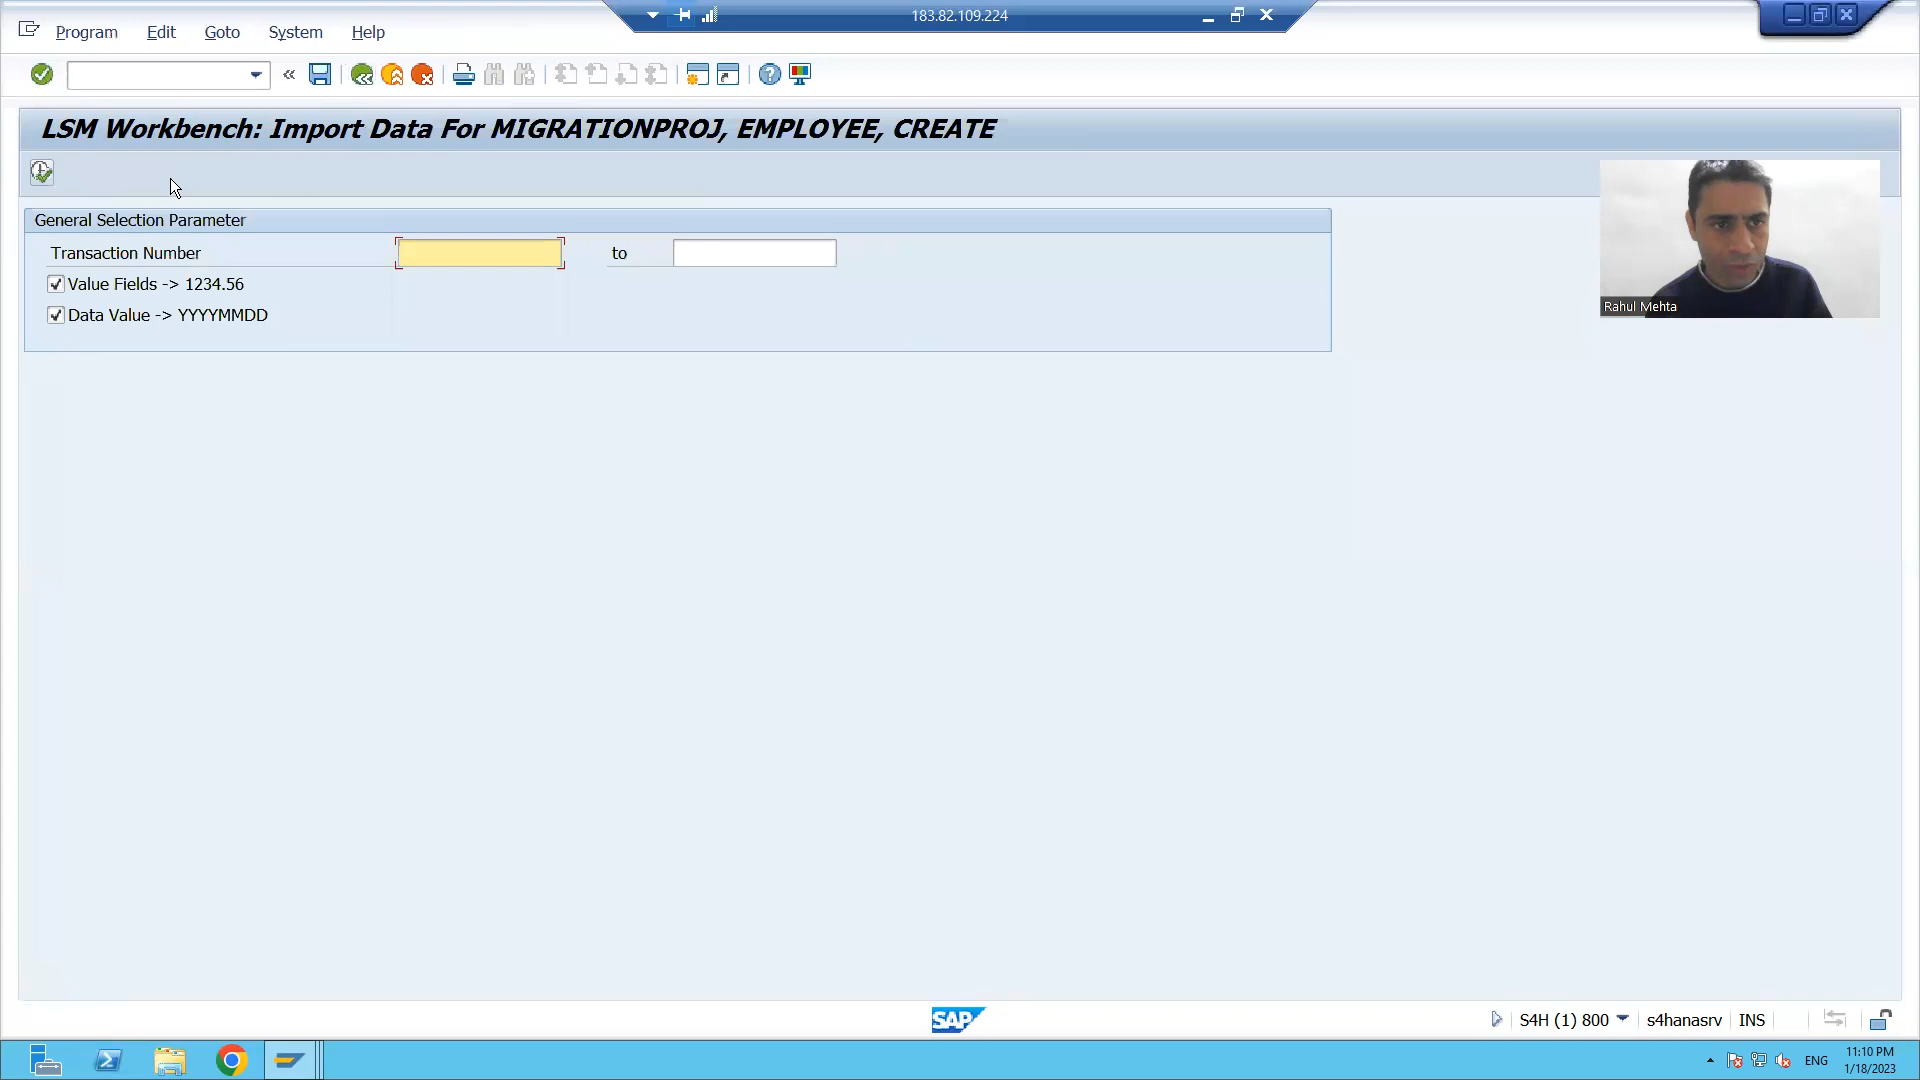 183.82.109.224
Program Edit Goto System Help
LSM Workbench: Import Data For MIGRATIONPROJ, EMPLOYEE, CREATE
General Selection Parameter
Transaction Number to
Value Fields -> 1234.56
Data Value -> YYYYMMDD
Rahul Mehta
SAP
S4H (1) 800 s4hanasrv INS
ENG 11:10 PM
1/18/2023